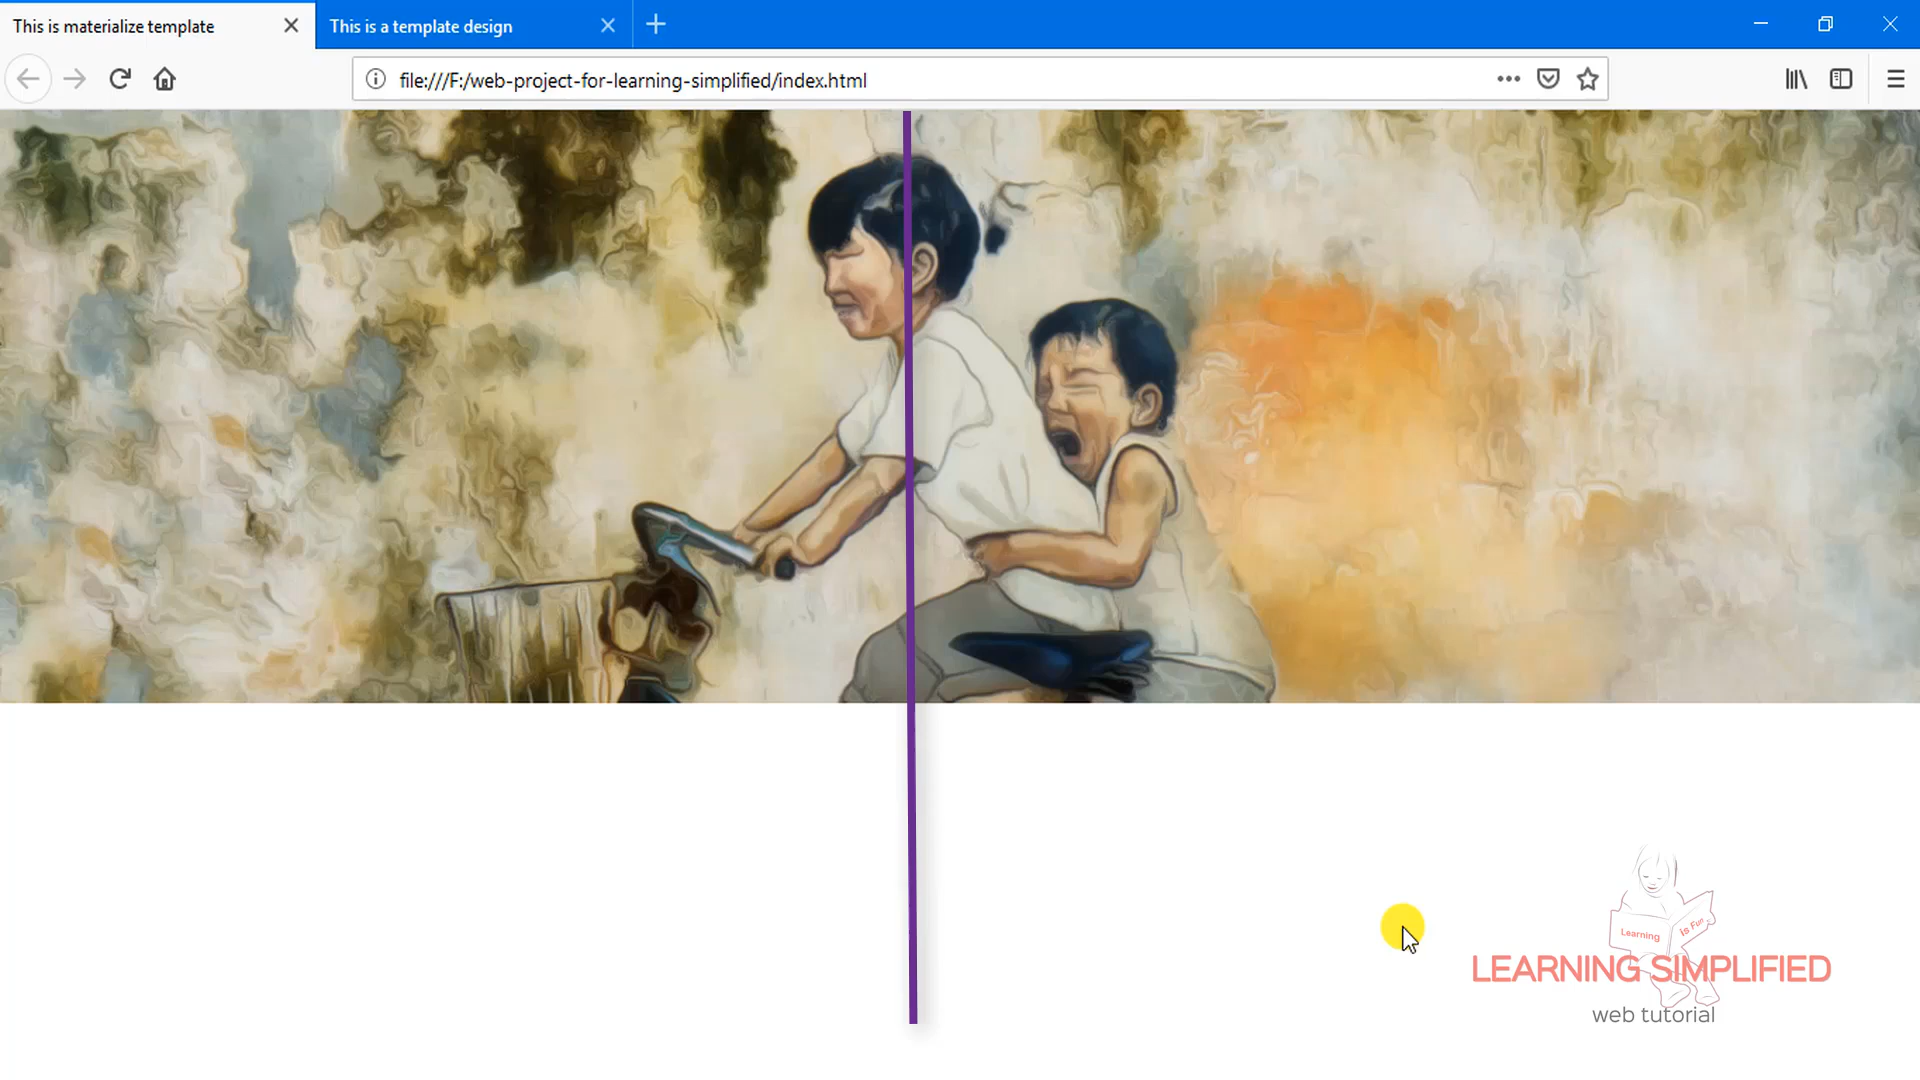 This is materialize template
This is a template design
file:///F:/web-project-for-learning-simplified/index.html
Learning
is Fun
LEARNING SIMPLIFIED
web tutorial